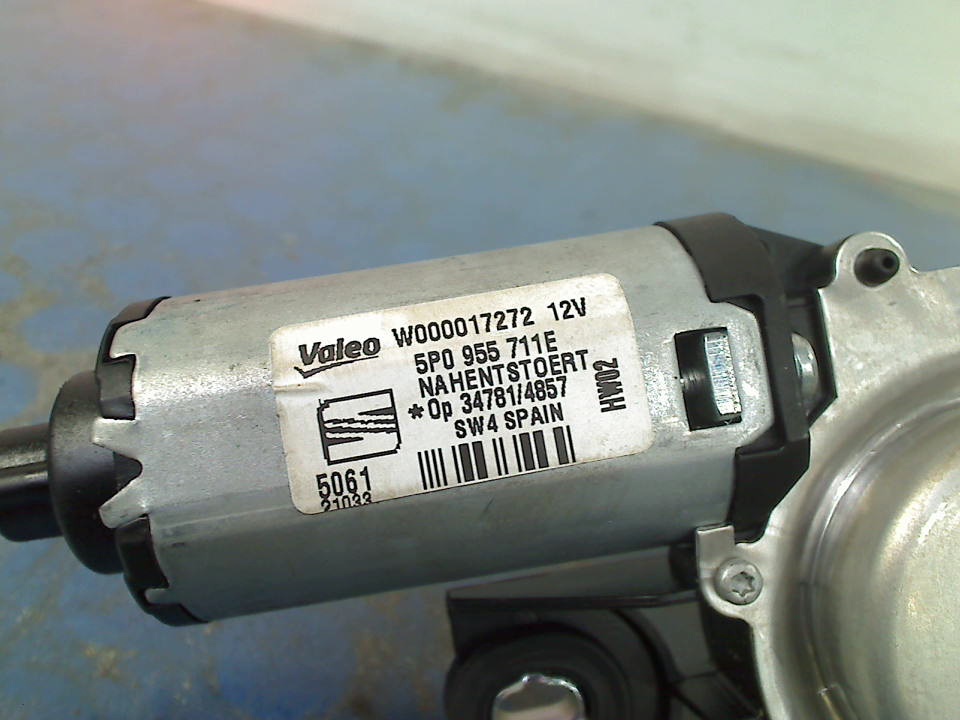 Valeo W000017272 12V
5P0 955 711E
NAHENTSTOERT
*Op 34781/4857
SW4 SPAIN
HW02
5061
21033